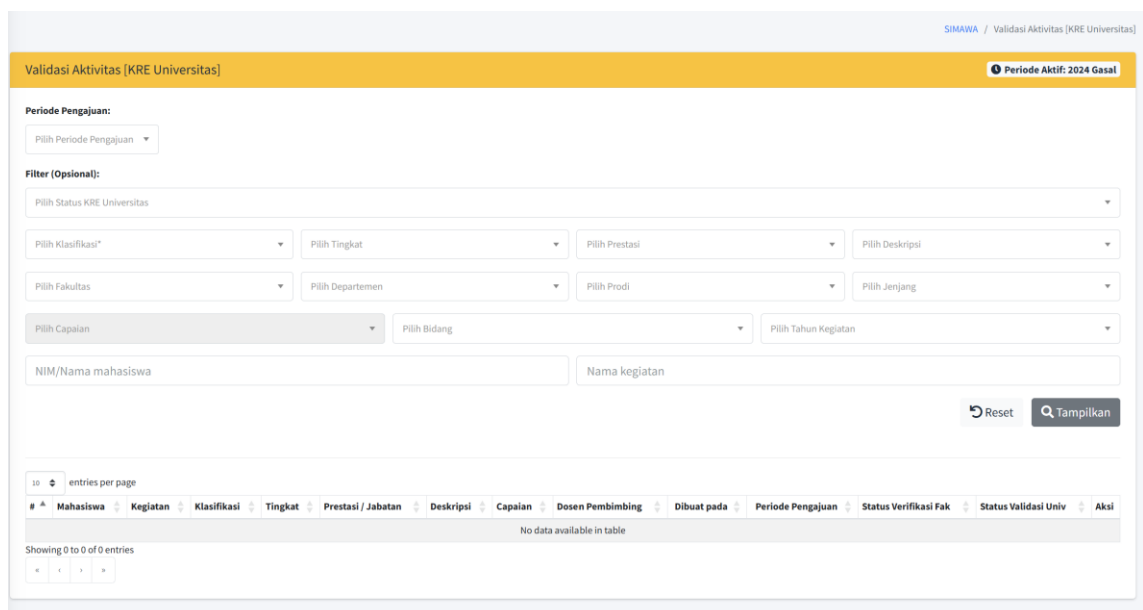 SIMAWA / Validasi Aktivitas [KRE Universitas]
Validasi Aktivitas [KRE Universitas] Periode Aktif: 2024 Gasal
Periode Pengajuan:
Pilih Periode Pengajuan
Filter (Opsional):
Pilih Status KRE Universitas
Pilih Klasifikasi* Pilih Tingkat Pilih Prestasi Pilih Deskripsi
Pilih Fakultas Pilih Departemen Pilih Prodi Pilih Jenjang
Pilih Capaian Pilih Bidang Pilih Tahun Kegiatan
NIM/Nama mahasiswa Nama kegiatan
Reset Tampilkan
10 entries per page
# Mahasiswa Kegiatan Klasifikasi Tingkat Prestasi / Jabatan Deskripsi Capaian Dosen Pembimbing Dibuat pada Periode Pengajuan Status Verifikasi Fak Status Validasi Univ Aksi
No data available in table
Showing 0 to 0 of 0 entries
« ‹ › »